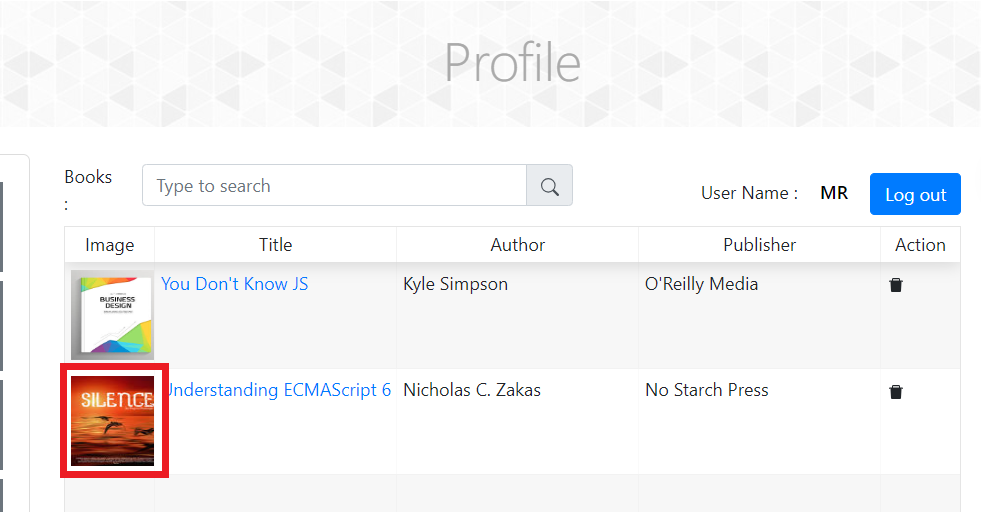 Profile
Books
:
Type to search
User Name : MR Log out
Image Title Author Publisher Action
BUSINESS
DESIGN
You Don't Know JS Kyle Simpson O'Reilly Media
SILENCE
Understanding ECMAScript 6 Nicholas C. Zakas No Starch Press